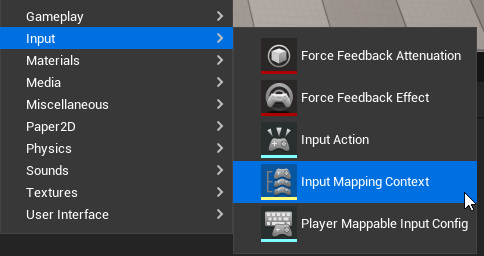 Gameplay
Input
Materials
Media
Miscellaneous
Paper2D
Physics
Sounds
Textures
User Interface
Force Feedback Attenuation
Force Feedback Effect
Input Action
Input Mapping Context
Player Mappable Input Config